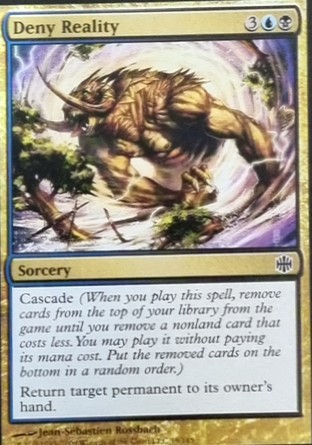 Deny Reality 3
Sorcery
Cascade (When you play this spell, remove
cards from the top of your library from the
game until you remove a nonland card that
costs less. You may play it without paying
its mana cost. Put the removed cards on the
bottom in a random order.)
Return target permanent to its owner's
hand.
Jean-Sébastien Rossbach